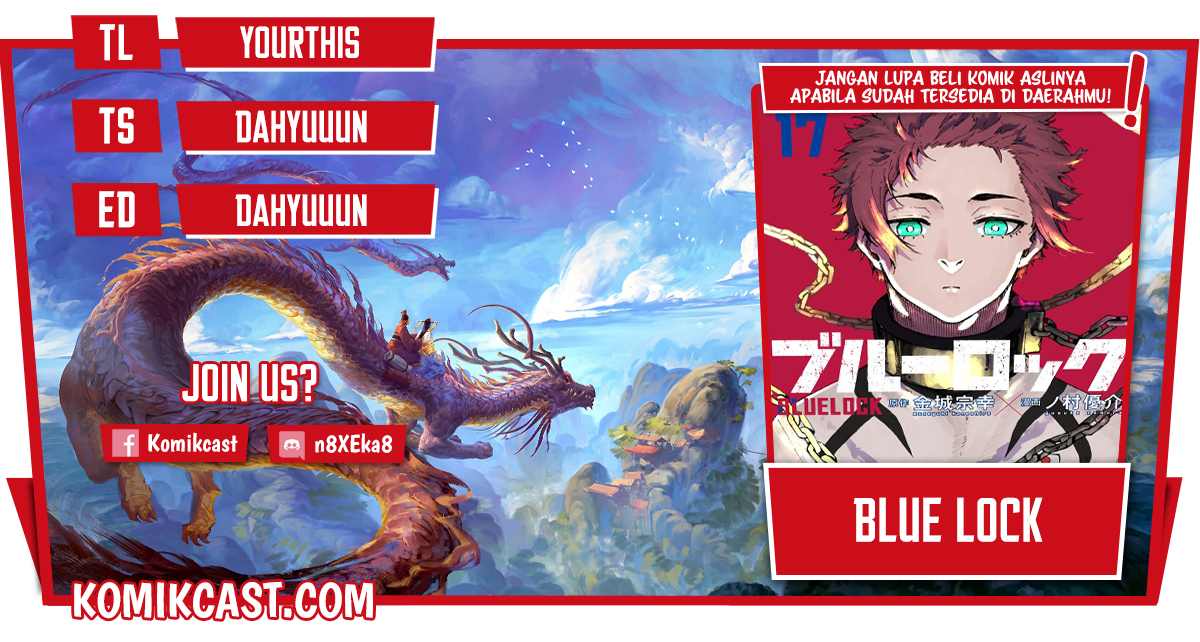 TL YOURTHIS
TS DAHYUUUN
ED DAHYUUUN
JOIN US?
Komikcast n8XEka8
KOMIKCAST.COM
JANGAN LUPA BELI KOMIK ASLINYA
APABILA SUDAH TERSEDIA DI DAERAHMU!
17
ブルーロック
BLUELOCK 原作 金城宗幸 × 漫画 ノ村優介
BLUE LOCK